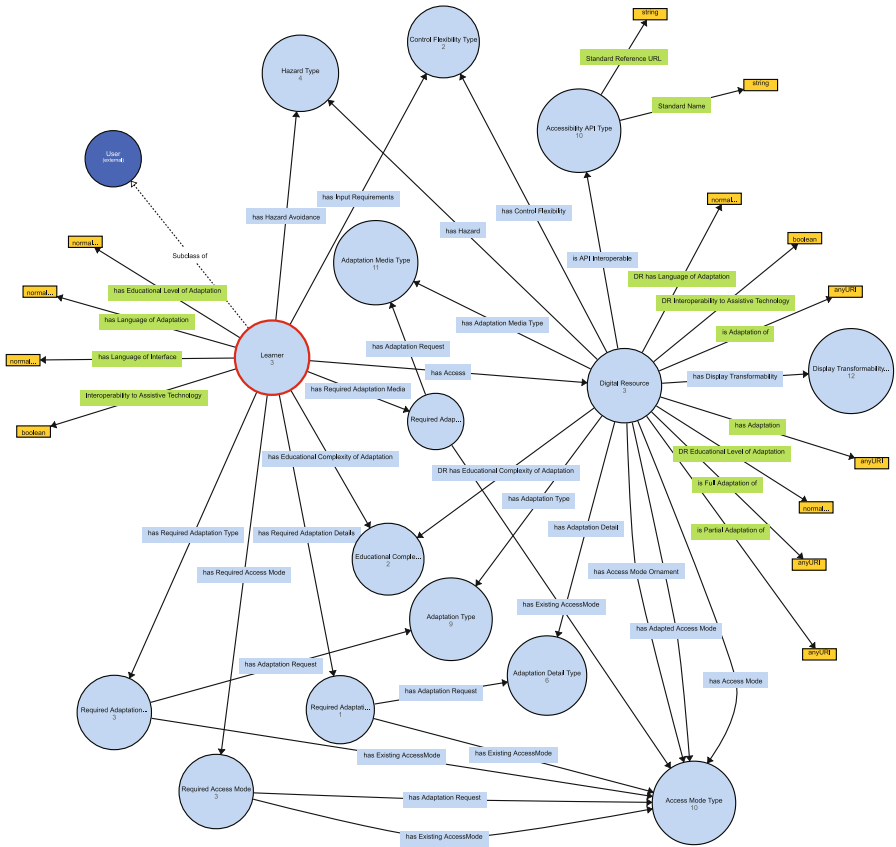 string
Control Flexibility Type
2
Standard Reference URL
Hazard Type
4
string
Standard Name
Accessibility API Type
10
User
(external)
has Input Requirements
normal...
has Control Flexibility
has Hazard Avoidance
has Hazard
normal...
boolean
Subclass of
Adaptation Media Type
11
is API Interoperable
DR has Language of Adaptation
normal...
has Educational Level of Adaptation
anyURI
DR Interoperability to Assistive Technology
has Language of Adaptation
has Adaptation Media Type
is Adaptation of
has Adaptation Request
normal...
has Language of Interface
Learner
3
has Access
Digital Resource
3
has Display Transformability
Display Transformability...
12
has Required Adaptation Media
Interoperability to Assistive Technology
boolean
Required Adap...
has Adaptation
has Educational Complexity of Adaptation
DR Educational Level of Adaptation
anyURI
DR has Educational Complexity of Adaptation
is Full Adaptation of
has Adaptation Type
normal...
has Required Adaptation Type
has Required Adaptation Details
has Adaptation Detail
is Partial Adaptation of
Educational Comple...
2
anyURI
has Required Access Mode
has Access Mode Ornament
has Existing AccessMode
Adaptation Type
9
has Adapted Access Mode
anyURI
has Adaptation Request
Adaptation Detail Type
6
has Access Mode
has Adaptation Request
Required Adaptation...
3
Required Adaptati...
1
has Existing AccessMode
has Existing AccessMode
Required Access Mode
3
has Adaptation Request
Access Mode Type
10
has Existing AccessMode